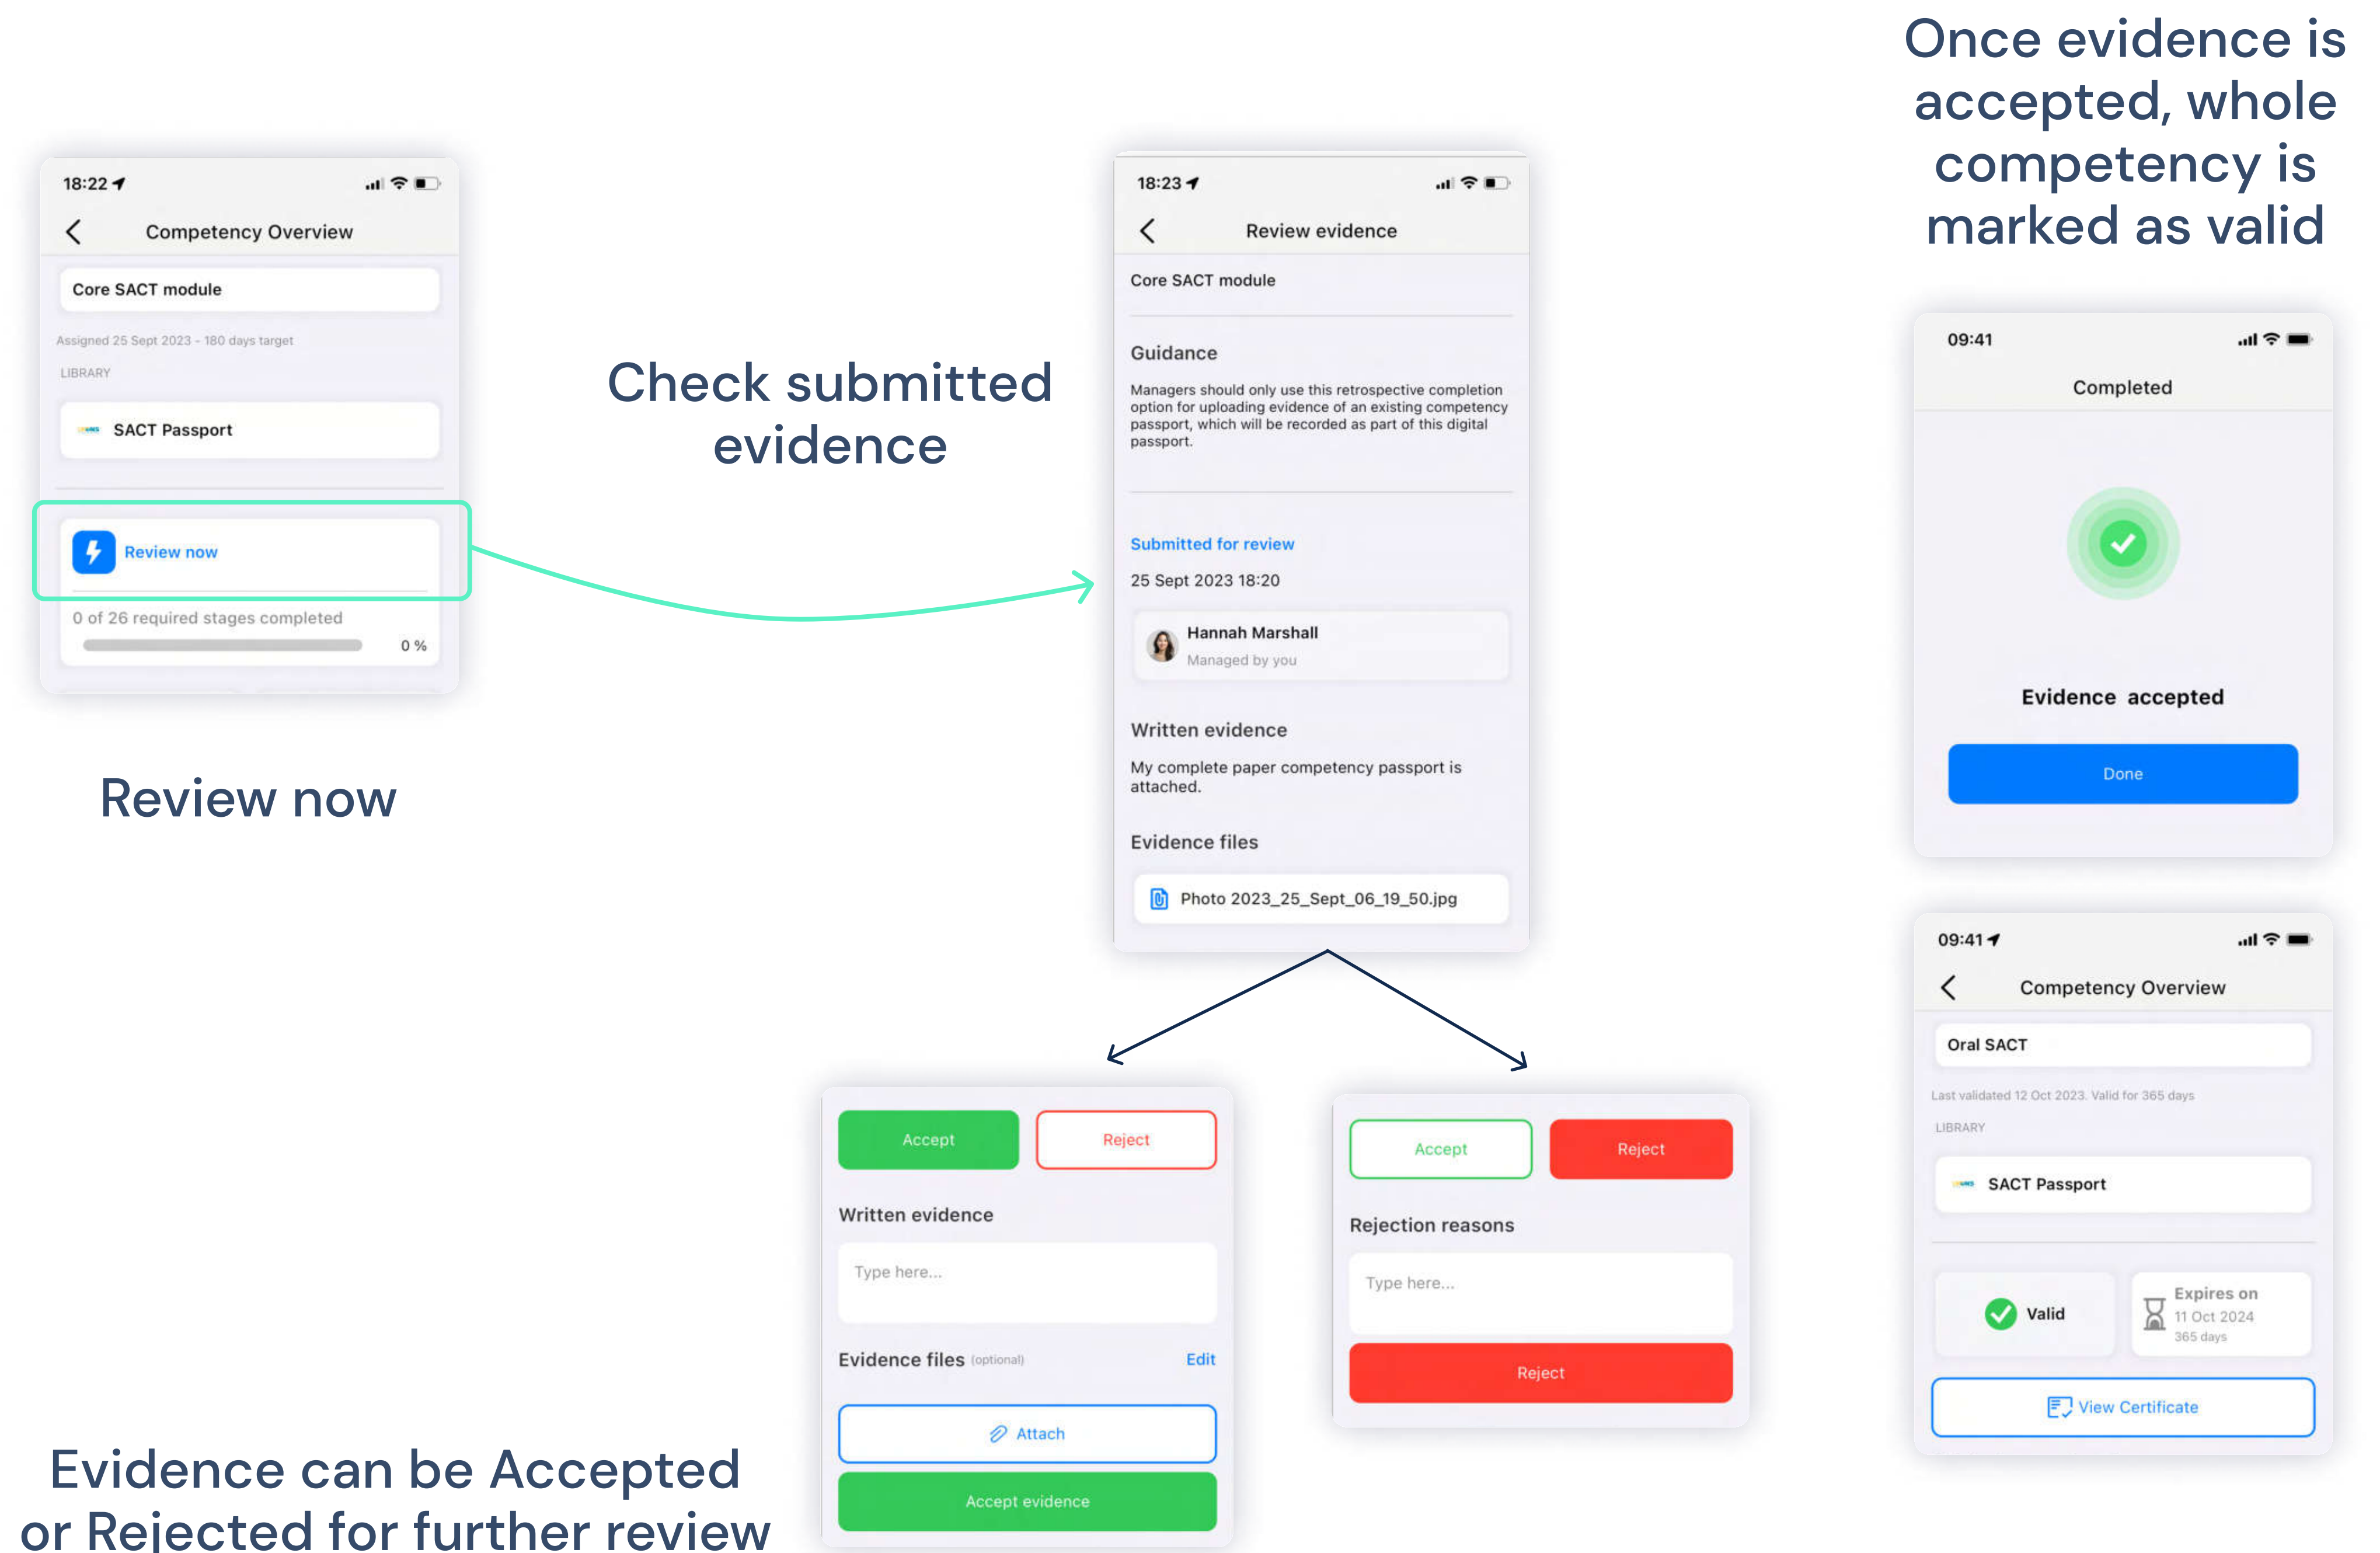 18:22
Competency Overview
Core SACT module
Assigned 25 Sept 2023 - 180 days target
LIBRARY
SACT Passport
Review now
0 of 26 required stages completed
0 %
Review now
Check submitted
evidence
18:23
Review evidence
Core SACT module
Guidance
Managers should only use this retrospective completion
option for uploading evidence of an existing competency
passport, which will be recorded as part of this digital
passport.
Submitted for review
25 Sept 2023 18:20
Hannah Marshall
Managed by you
Written evidence
My complete paper competency passport is
attached.
Evidence files
Photo 2023_25_Sept_06_19_50.jpg
Evidence can be Accepted
or Rejected for further review
Accept
Reject
Written evidence
Type here...
Evidence files (optional)
Edit
Attach
Accept evidence
Accept
Reject
Rejection reasons
Type here...
Reject
Once evidence is
accepted, whole
competency is
marked as valid
09:41
Completed
Evidence accepted
Done
09:41
Competency Overview
Oral SACT
Last validated 12 Oct 2023. Valid for 365 days
LIBRARY
SACT Passport
Valid
Expires on
11 Oct 2024
365 days
View Certificate